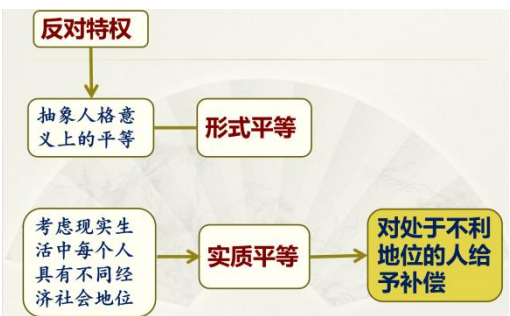 反对特权
抽象人格意
义上的平等
形式平等
考虑现实生
活中每个人
具有不同经
济社会地位
实质平等
对处于不利
地位的人给
予补偿